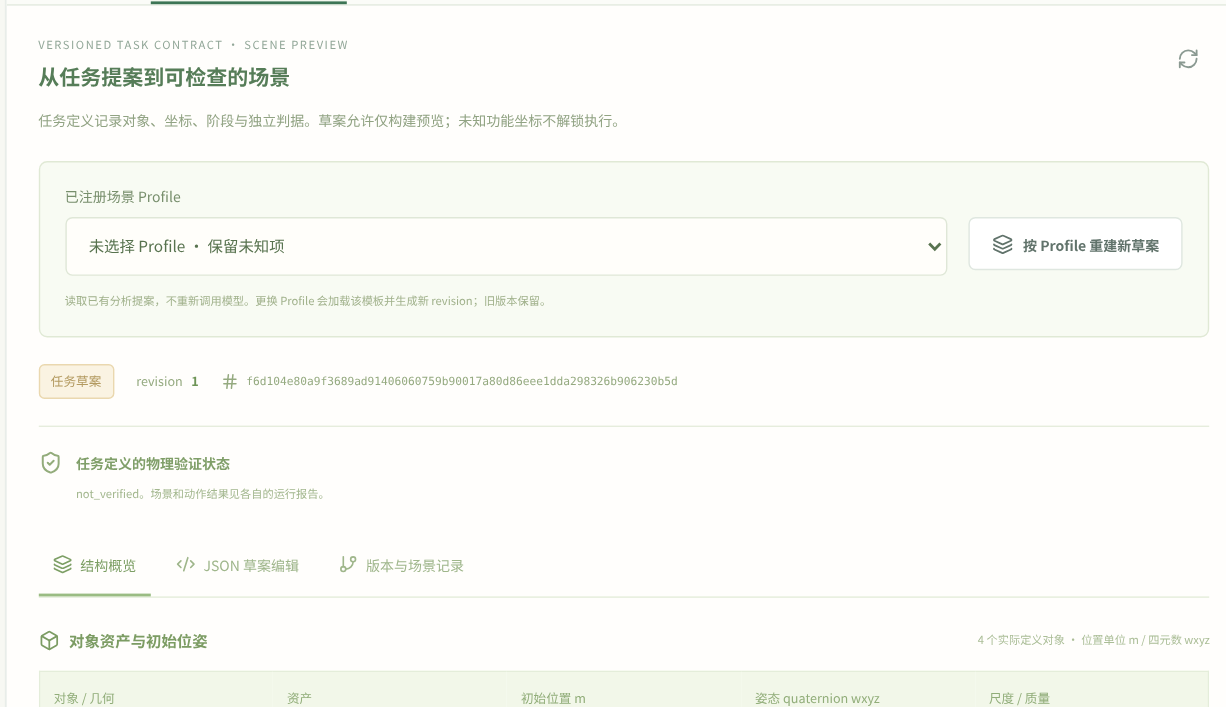 VERSIONED TASK CONTRACT · SCENE PREVIEW
从任务提案到可检查的场景
任务定义记录对象、坐标、阶段与独立判据。草案允许仅构建预览；未知功能坐标不解锁执行。
已注册场景 Profile
未选择 Profile · 保留未知项
按 Profile 重建新草案
读取已有分析提案，不重新调用模型。更换 Profile 会加载该模板并生成新 revision；旧版本保留。
任务草案 revision 1 # f6d104e80a9f3689ad91406060759b90017a80d86eee1dda298326b906230b5d
任务定义的物理验证状态
not_verified。场景和动作结果见各自的运行报告。
结构概览 </> JSON 草案编辑 版本与场景记录
对象资产与初始位姿 4 个实际定义对象 · 位置单位 m / 四元数 wxyz
对象 / 几何 资产 初始位置 m 姿态 quaternion wxyz 尺度 / 质量